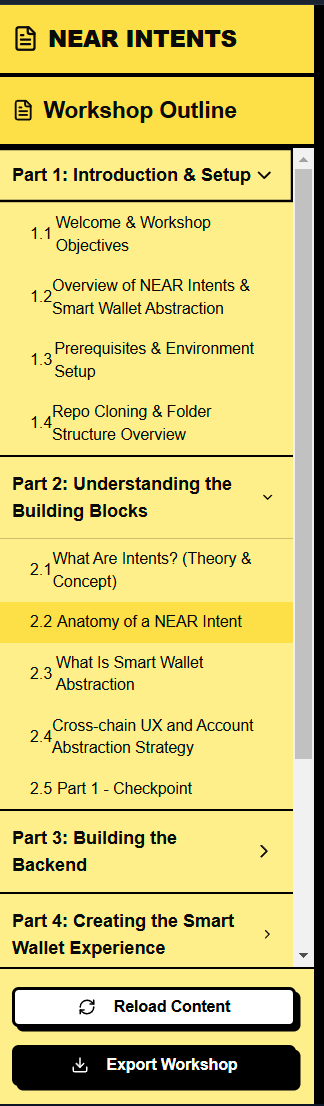 NEAR INTENTS
Workshop Outline
Part 1: Introduction & Setup
1.1 Welcome & Workshop
Objectives
1.2 Overview of NEAR Intents &
Smart Wallet Abstraction
1.3 Prerequisites & Environment
Setup
1.4 Repo Cloning & Folder
Structure Overview
Part 2: Understanding the
Building Blocks
2.1 What Are Intents? (Theory &
Concept)
2.2 Anatomy of a NEAR Intent
2.3 What Is Smart Wallet
Abstraction
2.4 Cross-chain UX and Account
Abstraction Strategy
2.5 Part 1 - Checkpoint
Part 3: Building the
Backend
Part 4: Creating the Smart
Wallet Experience
Reload Content
Export Workshop